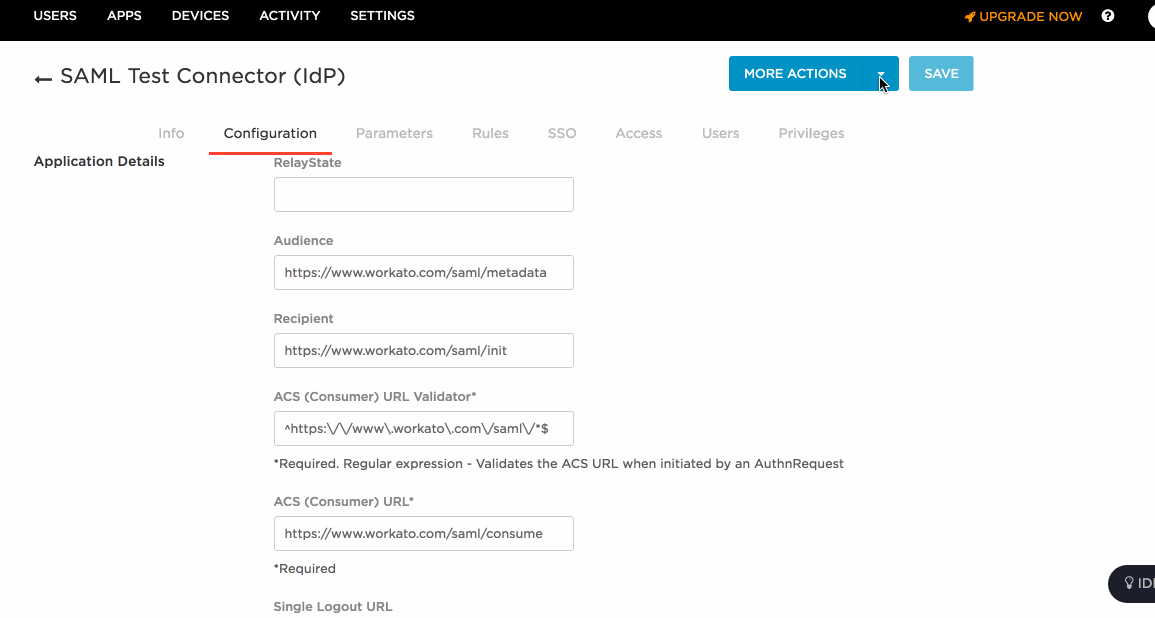 USERS APPS DEVICES ACTIVITY SETTINGS UPGRADE NOW ?
← SAML Test Connector (IdP) MORE ACTIONS SAVE
Info Configuration Parameters Rules SSO Access Users Privileges
Application Details
RelayState
Audience
https://www.workato.com/saml/metadata
Recipient
https://www.workato.com/saml/init
ACS (Consumer) URL Validator*
^https:\/\/www\.workato\.com\/saml\/*$
*Required. Regular expression - Validates the ACS URL when initiated by an AuthnRequest
ACS (Consumer) URL*
https://www.workato.com/saml/consume
*Required
Single Logout URL